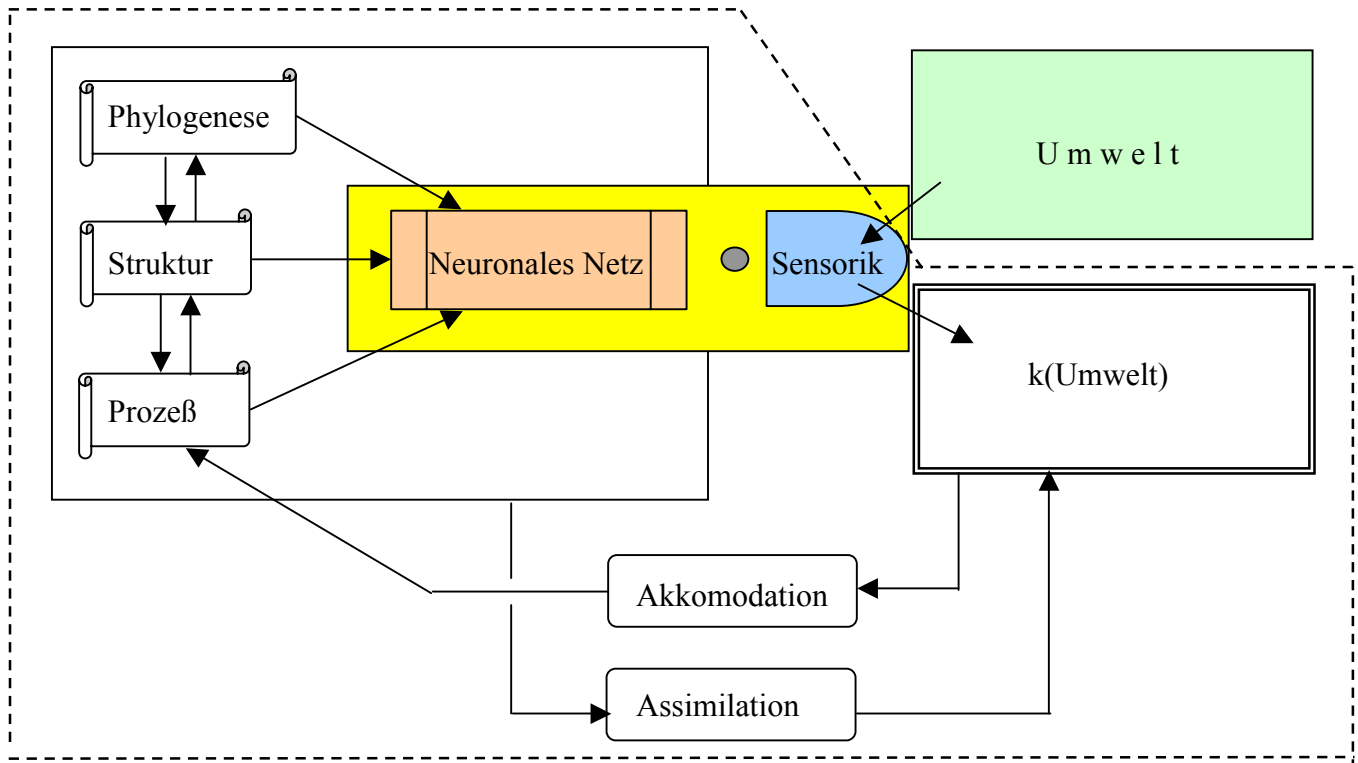 Phylogenese
U m w e l t
Struktur
Neuronales Netz
Sensorik
k(Umwelt)
Prozeß
Akkomodation
Assimilation